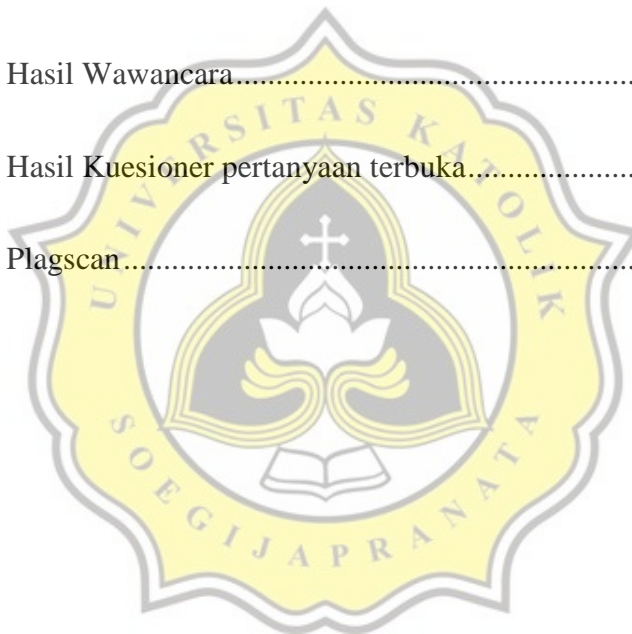 Hasil Wawancara........................................................
Hasil Kuesioner pertanyaan terbuka.......................
Plagscan........................................................................
UNIVERSITAS KATOLIK
SOEGIJAPRANATA